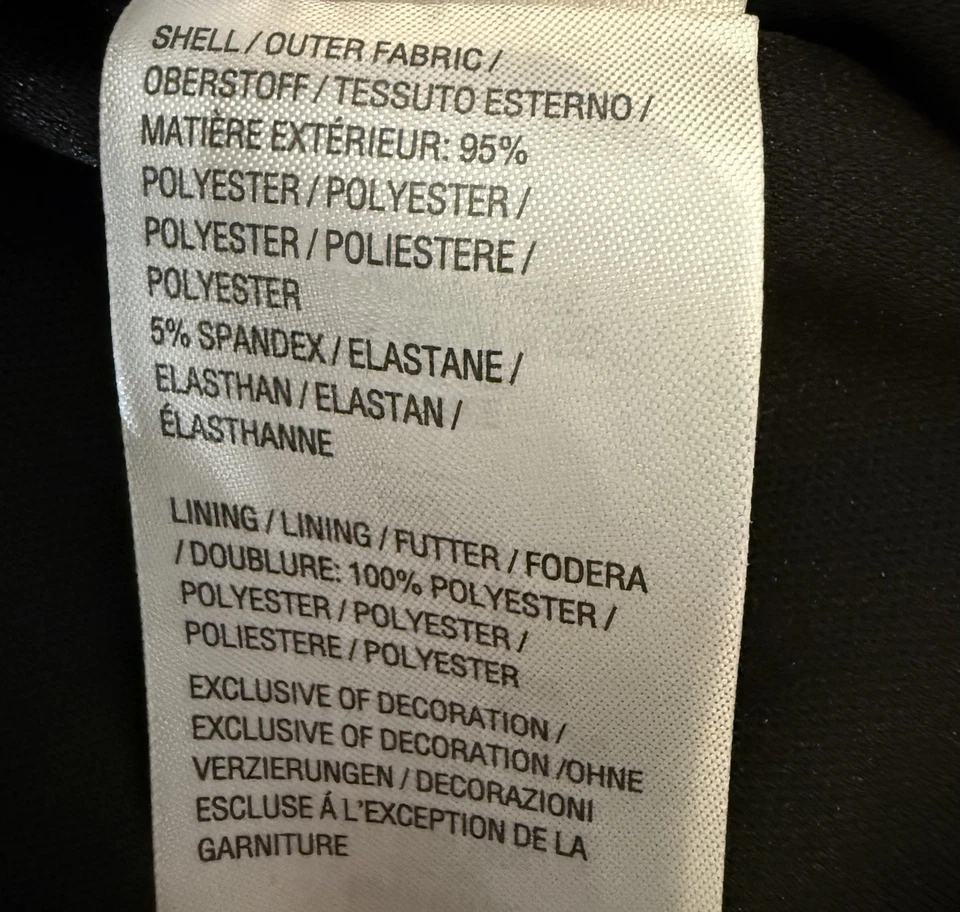 SHELL / OUTER FABRIC /
OBERSTOFF / TESSUTO ESTERNO /
MATIÈRE EXTÉRIEUR: 95%
POLYESTER / POLYESTER /
POLYESTER / POLIESTERE /
POLYESTER
5% SPANDEX / ELASTANE /
ELASTHAN / ELASTAN /
ÉLASTHANNE
LINING / LINING / FUTTER / FODERA
/ DOUBLURE: 100% POLYESTER /
POLYESTER / POLYESTER /
POLIESTERE / POLYESTER
EXCLUSIVE OF DECORATION /
EXCLUSIVE OF DECORATION /OHNE
VERZIERUNGEN / DECORAZIONI
ESCLUSE Á L'EXCEPTION DE LA
GARNITURE